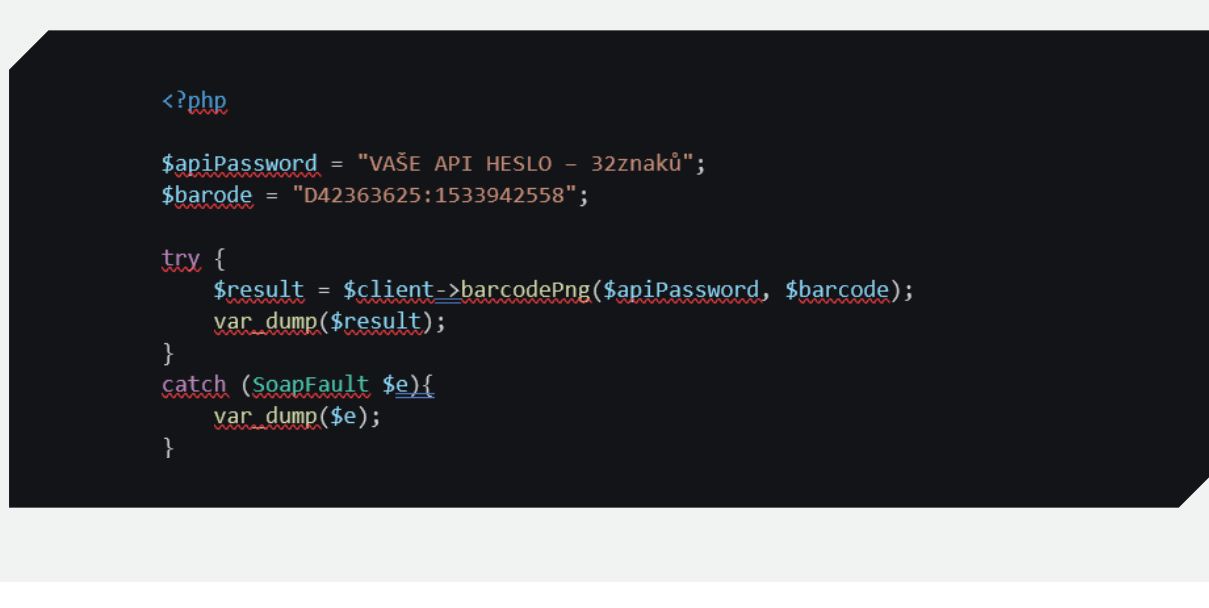 <?php
$apiPassword = "VAŠE API HESLO – 32znaků";
$barode = "D42363625:1533942558";
try {
$result = $client->barcodePng($apiPassword, $barcode);
var_dump($result);
}
catch (SoapFault $e){
var_dump($e);
}